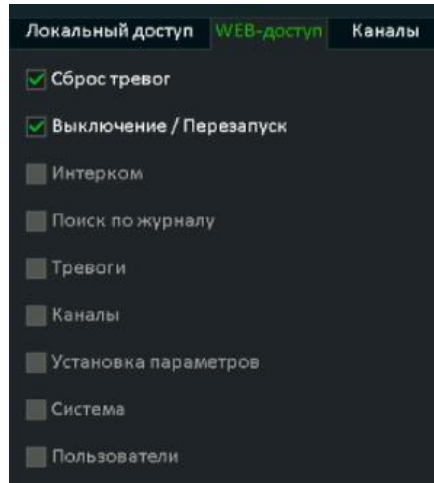 Локальный доступ WEB-доступ Каналы
Сброс тревог
Выключение / Перезапуск
Интерком
Поиск по журналу
Тревоги
Каналы
Установка параметров
Система
Пользователи